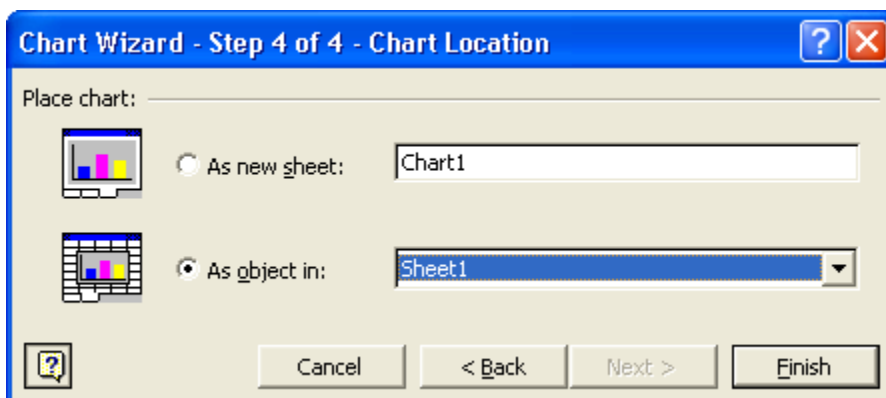 Chart Wizard - Step 4 of 4 - Chart Location
Place chart:
As new sheet: Chart1
As object in: Sheet1
Cancel < Back Next > Finish